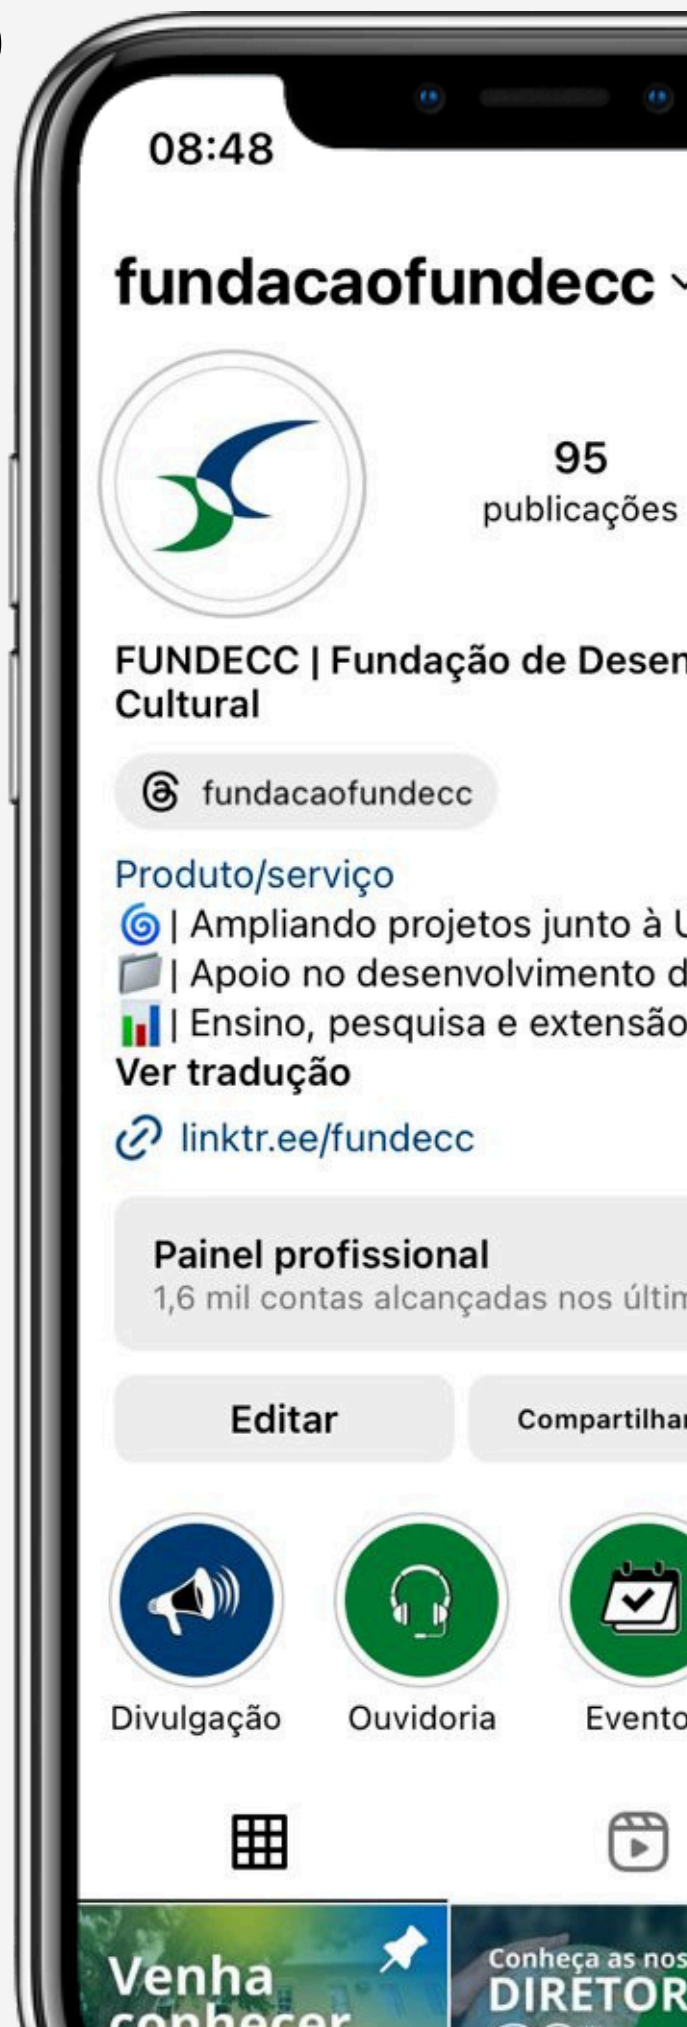 08:48
fundacaofundecc
95
publicações
FUNDECC | Fundação de Desen
Cultural
fundacaofundecc
Produto/serviço
| Ampliando projetos junto à U
| Apoio no desenvolvimento d
| Ensino, pesquisa e extensão
Ver tradução
linktr.ee/fundecc
Painel profissional
1,6 mil contas alcançadas nos últim
Editar
Compartilhar
Divulgação
Ouvidoria
Evento
Venha
conhecer
Conheça as nos
DIRETOR